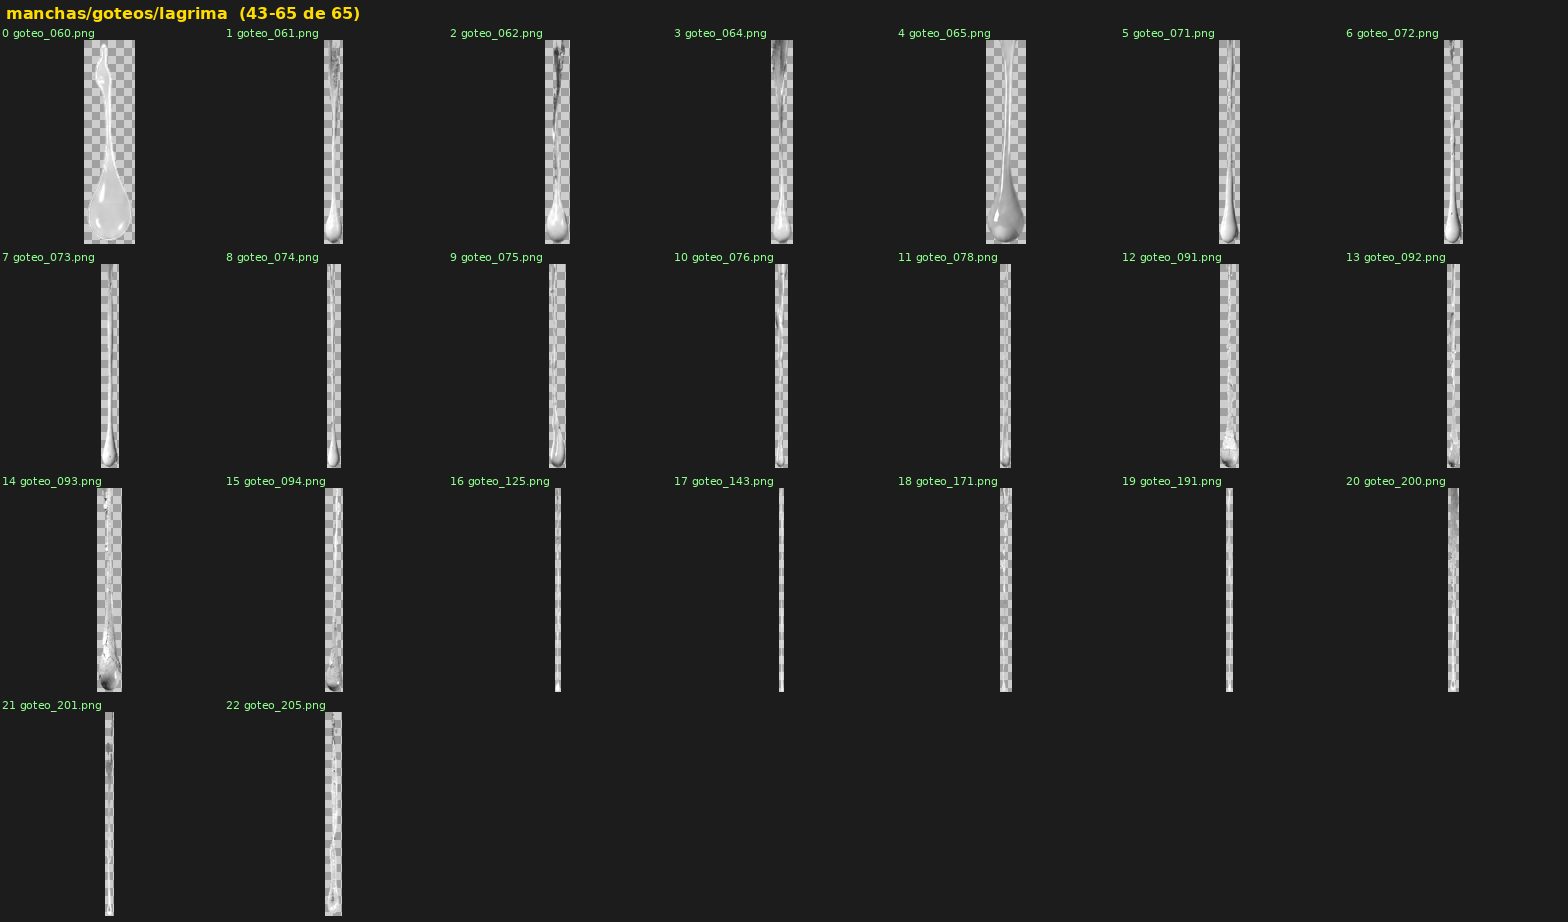 manchas/goteos/lagrima (43-65 de 65)
0 goteo_060.png
1 goteo_061.png
2 goteo_062.png
3 goteo_064.png
4 goteo_065.png
5 goteo_071.png
6 goteo_072.png
7 goteo_073.png
8 goteo_074.png
9 goteo_075.png
10 goteo_076.png
11 goteo_078.png
12 goteo_091.png
13 goteo_092.png
14 goteo_093.png
15 goteo_094.png
16 goteo_125.png
17 goteo_143.png
18 goteo_171.png
19 goteo_191.png
20 goteo_200.png
21 goteo_201.png
22 goteo_205.png